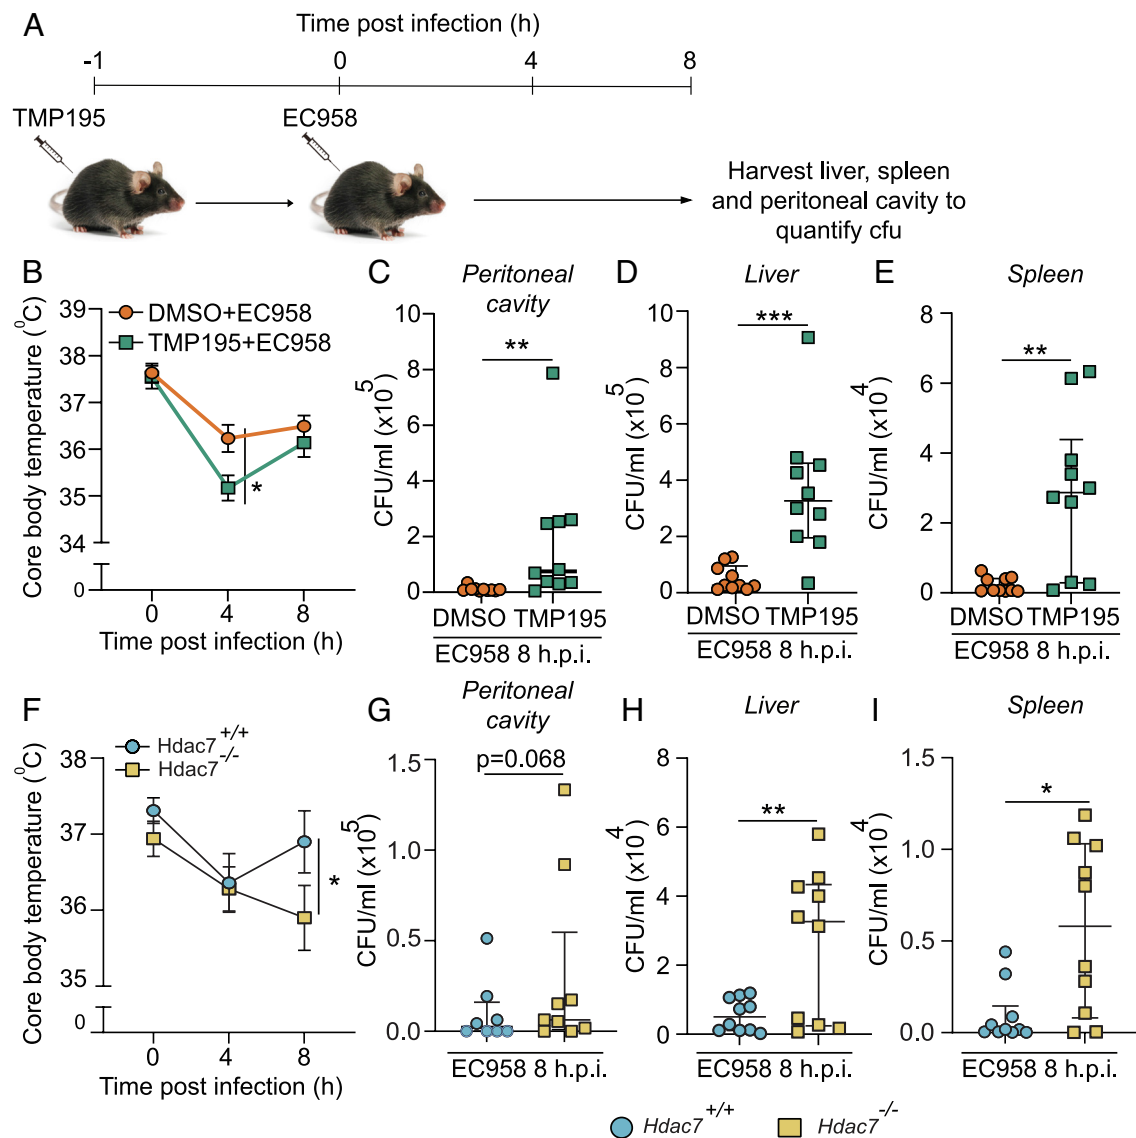 A
Time post infection (h)
-1 0 4 8
TMP195
EC958
Harvest liver, spleen
and peritoneal cavity to
quantify cfu
B
Core body temperature (⁰C)
39
38
37
36
35
34
0
DMSO+EC958
TMP195+EC958
*
0 4 8
Time post infection (h)
C
Peritoneal
cavity
CFU/ml (x10⁵)
10
8
6
4
2
0
**
DMSO TMP195
EC958 8 h.p.i.
D
Liver
CFU/ml (x10⁵)
10
8
6
4
2
0
***
DMSO TMP195
EC958 8 h.p.i.
E
Spleen
CFU/ml (x10⁴)
8
6
4
2
0
**
DMSO TMP195
EC958 8 h.p.i.
F
Core body temperature (⁰C)
38
37
36
35
0
Hdac7+/+
Hdac7-/-
*
0 4 8
Time post infection (h)
G
Peritoneal
cavity
CFU/ml (x10⁵)
1.5
1.0
0.5
0.0
p=0.068
EC958 8 h.p.i.
H
Liver
CFU/ml (x10⁴)
8
6
4
2
0
**
EC958 8 h.p.i.
I
Spleen
CFU/ml (x10⁴)
1.5
1.0
0.5
0.0
*
EC958 8 h.p.i.
Hdac7+/+ Hdac7-/-